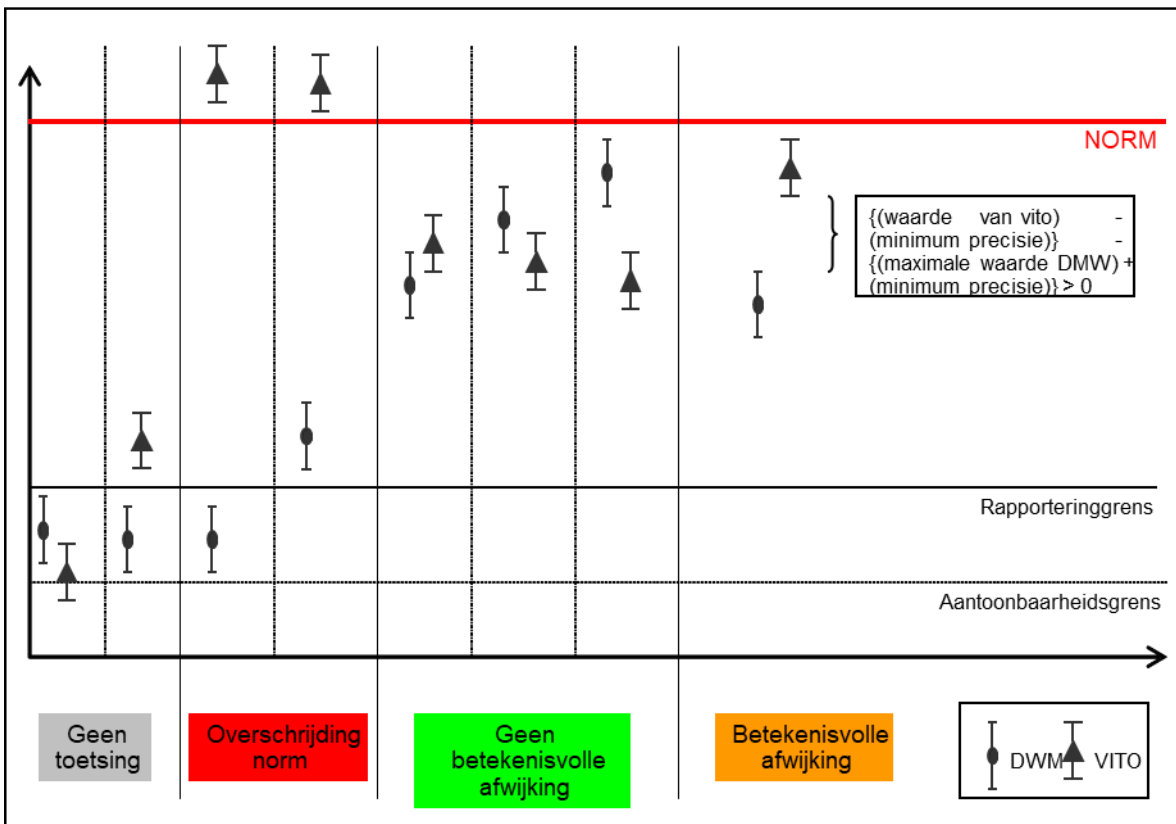 NORM
{(waarde van vito) -
(minimum precisie)} -
{(maximale waarde DMW) +
(minimum precisie)} > 0
Rapporteringgrens
Aantoonbaarheidsgrens
Geen
toetsing
Overschrijding
norm
Geen
betekenisvolle
afwijking
Betekenisvolle
afwijking
DWM VITO